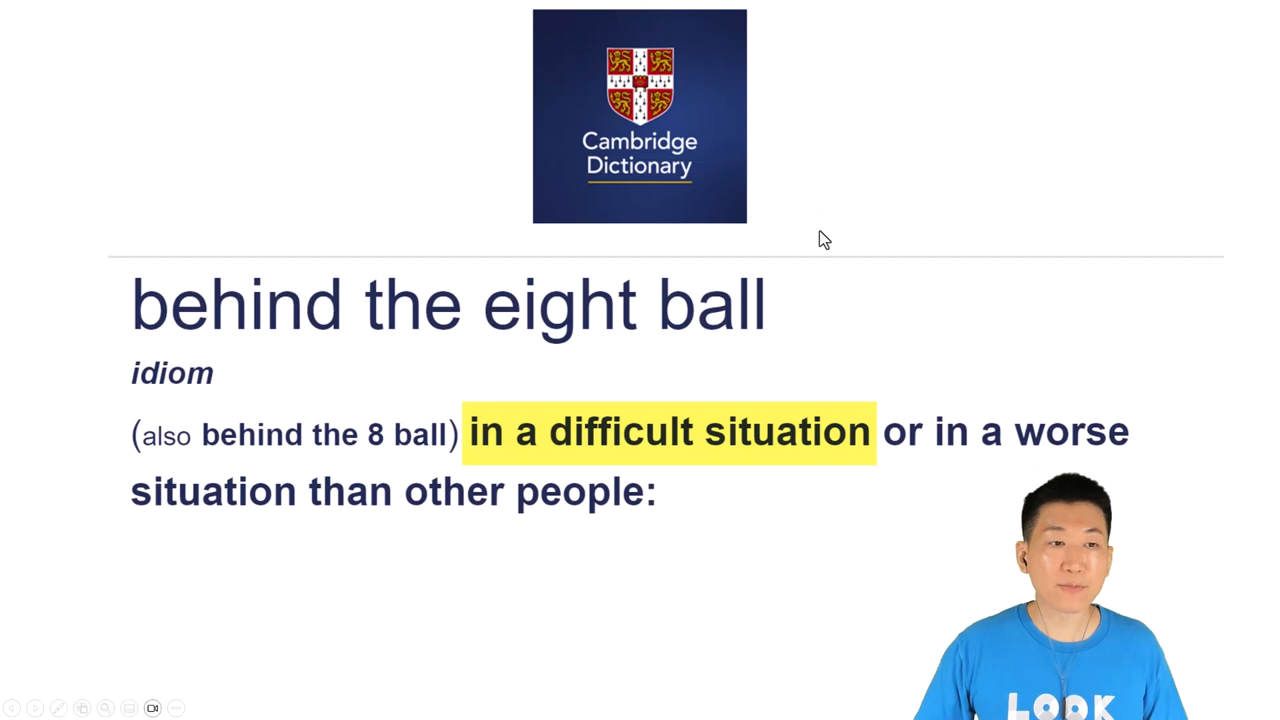 Cambridge
Dictionary
behind the eight ball
idiom
(also behind the 8 ball) in a difficult situation or in a worse
situation than other people:
LOOK